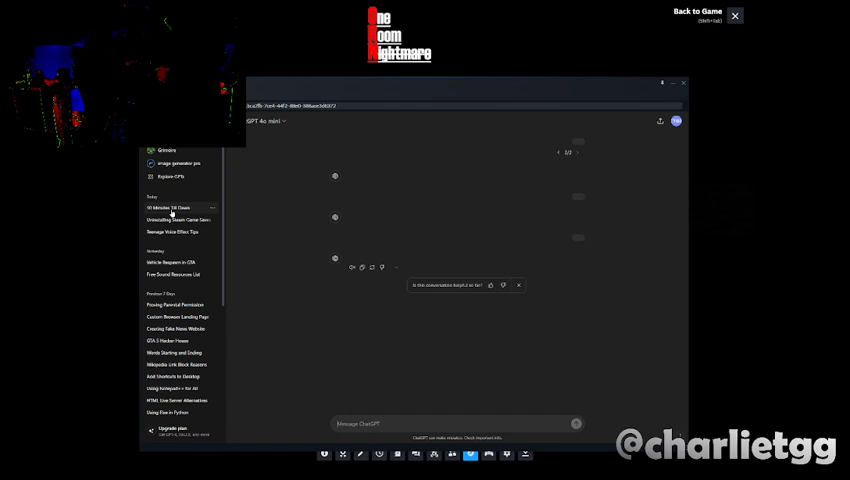 One
Room
Nightmare
Back to Game
(Shift+Tab)
GPT 4o mini
Grimoire
image generator pro
Explore GPTs
2/2
Today
10 Minutes Till Dawn
Uninstalling Steam Game Saves
Teenage Voice Effect Tips
Yesterday
Vehicle Respawn in GTA
Free Sound Resources List
Is this conversation helpful so far?
Previous 7 Days
Proving Parental Permission
Custom Browser Landing Page
Creating Fake News Website
GTA 5 Hacker House
Words Starting and Ending
Wikipedia Link Block Reasons
Add Shortcuts to Desktop
Using Notepad++ for AI
HTML Live Server Alternatives
Using Else in Python
Upgrade plan
Message ChatGPT
ChatGPT can make mistakes. Check important info.
@charlietgg